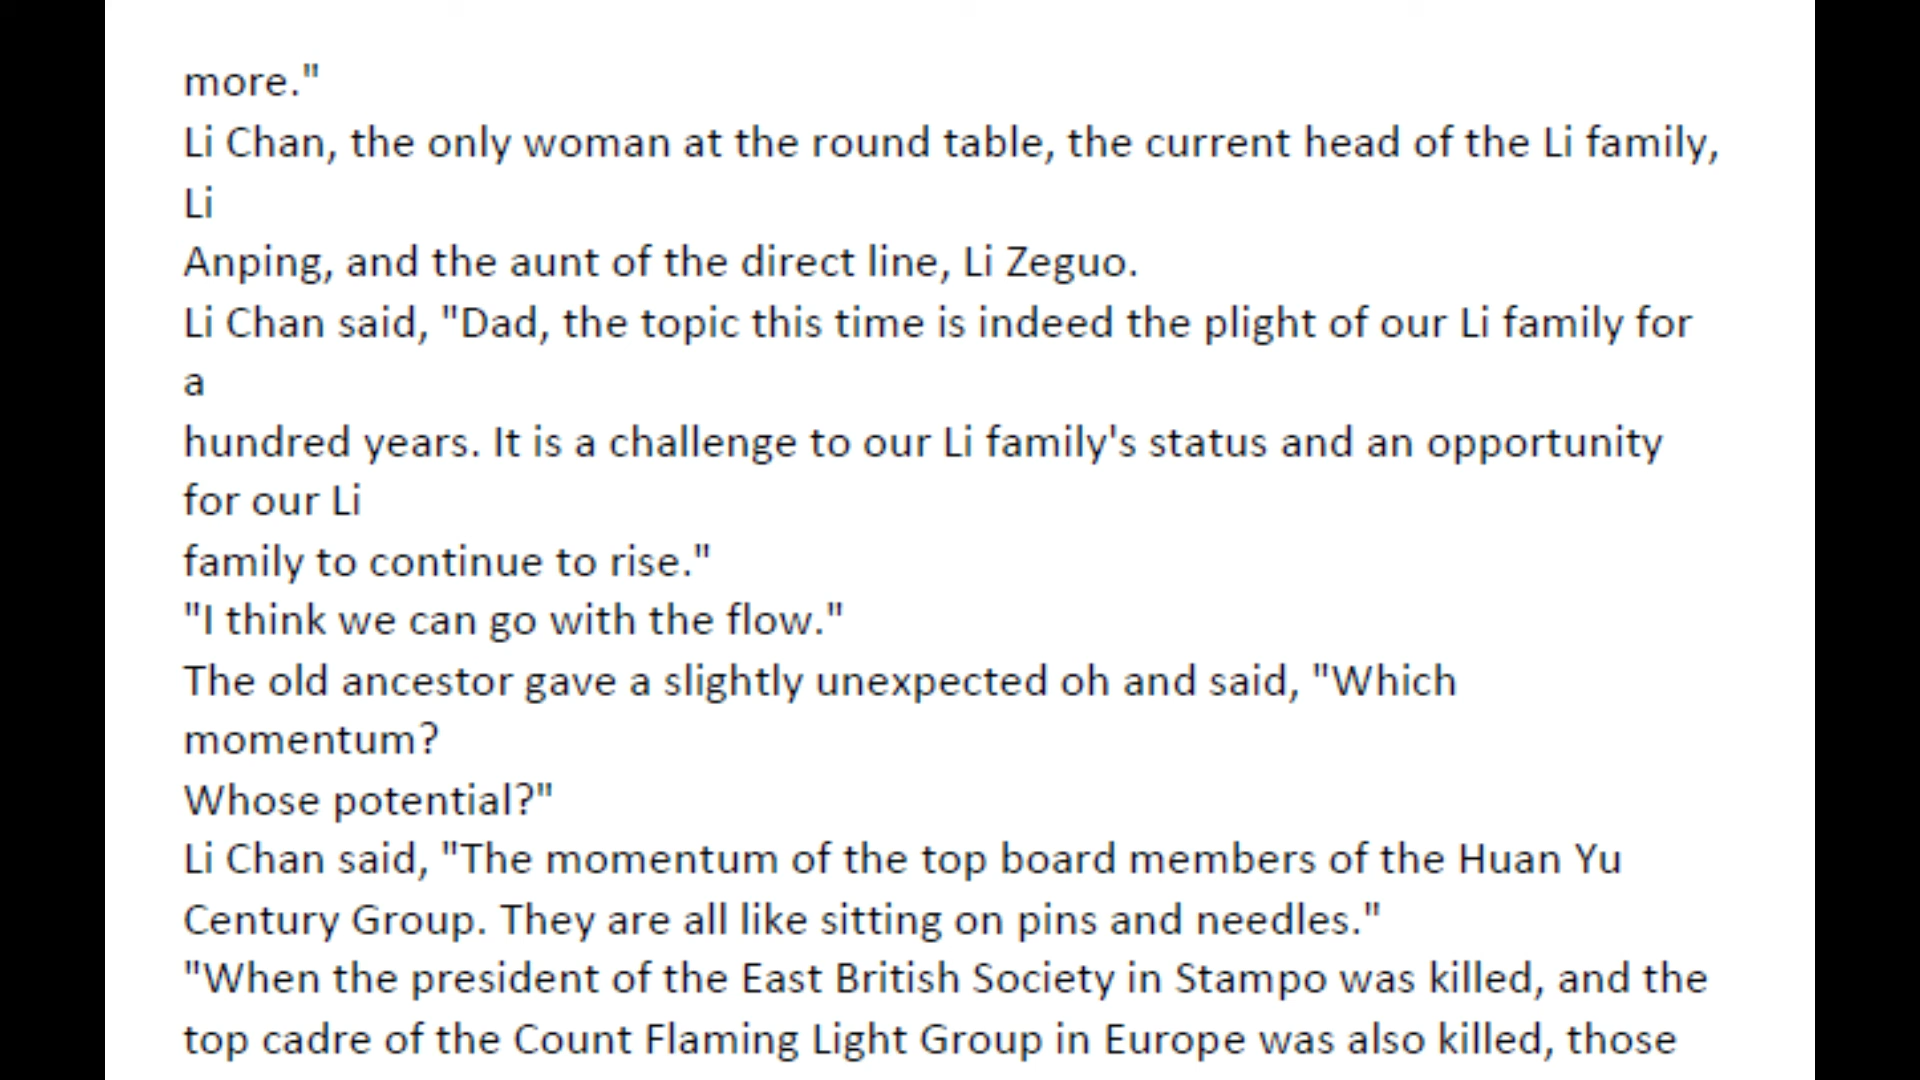 more."
Li Chan, the only woman at the round table, the current head of the Li family,
Li
Anping, and the aunt of the direct line, Li Zeguo.
Li Chan said, "Dad, the topic this time is indeed the plight of our Li family for
a
hundred years. It is a challenge to our Li family's status and an opportunity
for our Li
family to continue to rise."
"I think we can go with the flow."
The old ancestor gave a slightly unexpected oh and said, "Which
momentum?
Whose potential?"
Li Chan said, "The momentum of the top board members of the Huan Yu
Century Group. They are all like sitting on pins and needles."
"When the president of the East British Society in Stampo was killed, and the
top cadre of the Count Flaming Light Group in Europe was also killed, those